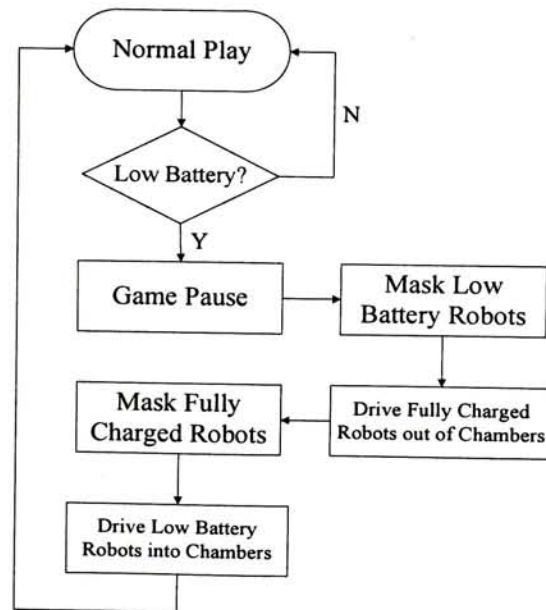 Normal Play
N
Low Battery?
Y
Game Pause
Mask Low
Battery Robots
Mask Fully
Charged Robots
Drive Fully Charged
Robots out of Chambers
Drive Low Battery
Robots into Chambers